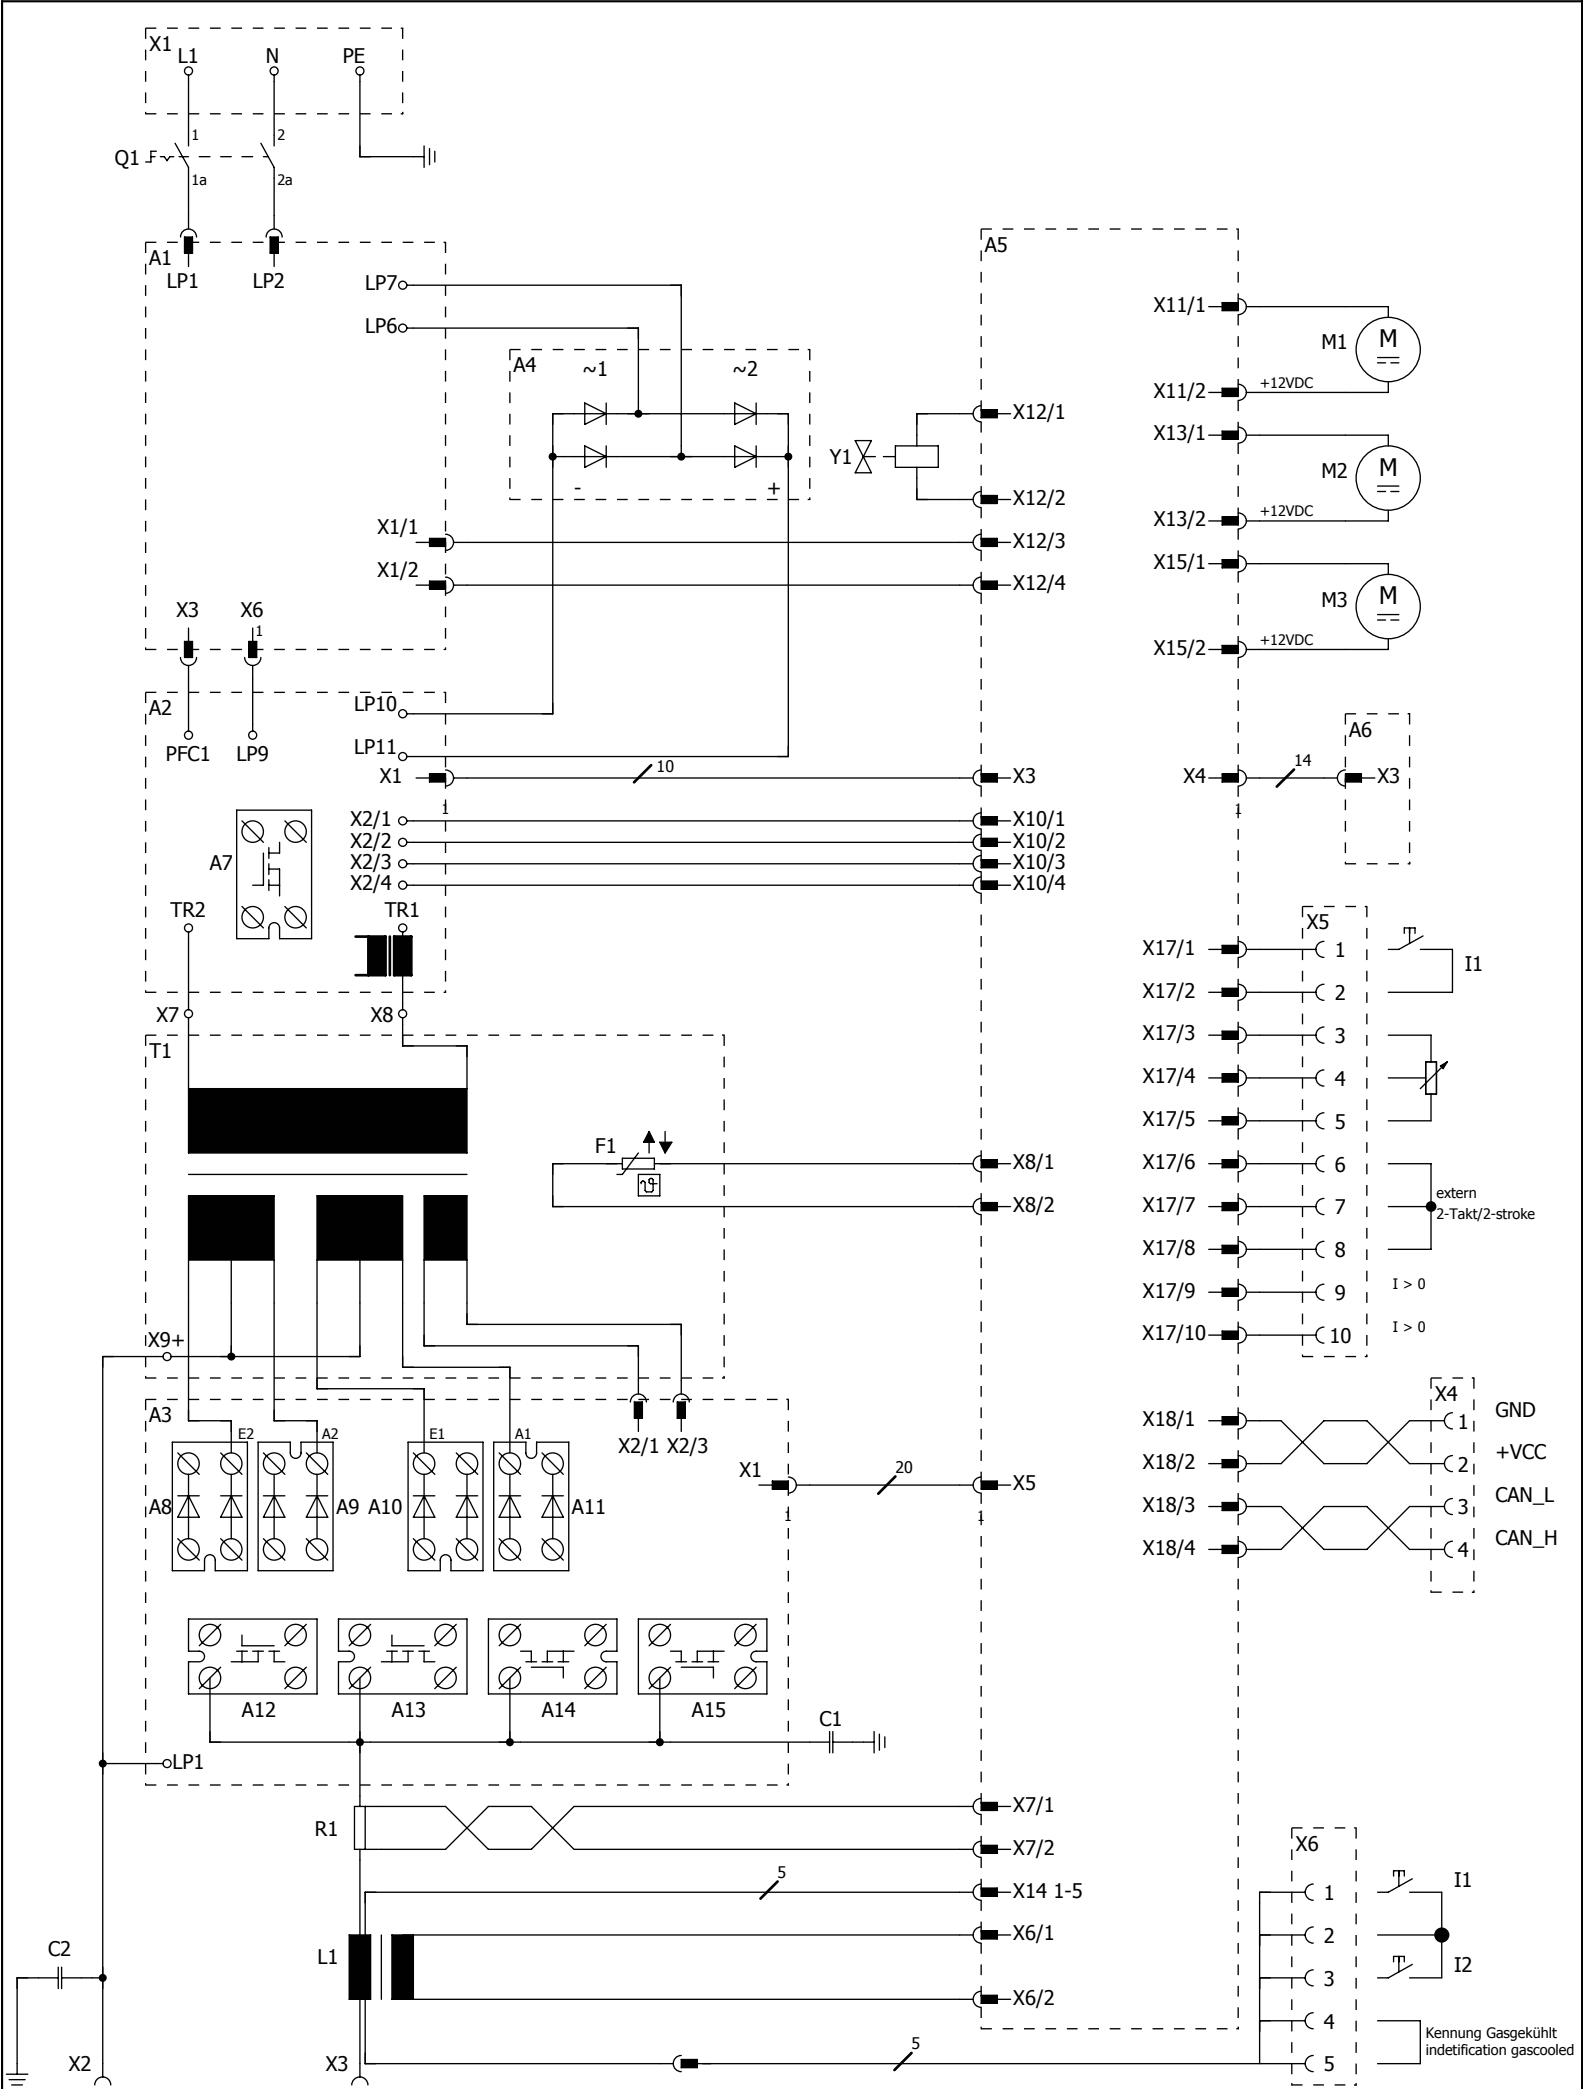 X1 L1 N PE
1 2
Q1
1a 2a
A1
LP1 LP2
LP7
LP6
A4 ~1 ~2
- +
X1/1
X1/2
X3 X6
1
A5
X12/1
Y1
X12/2
X12/3
X12/4
X11/1
M1 M
X11/2 +12VDC
X13/1
M2 M
X13/2 +12VDC
X15/1
M3 M
X15/2 +12VDC
A2
LP10
PFC1 LP9
LP11
X1 10 X3
1
X4 14 A6 X3
1
X2/1 X10/1
X2/2 X10/2
A7
X2/3 X10/3
X2/4 X10/4
TR2 TR1
X7 X8
T1
F1
ϑ
X8/1
X8/2
X5
X17/1 1
I1
X17/2 2
X17/3 3
X17/4 4
X17/5 5
X17/6 6
extern
X17/7 7
2-Takt/2-stroke
X17/8 8
X17/9 9 I > 0
X17/10 10 I > 0
X9+
A3
E2 A2 E1 A1
X2/1 X2/3
A8 A9 A10 A11
X1 20 X5
1 1
X4
X18/1 1 GND
X18/2 2 +VCC
X18/3 3 CAN_L
X18/4 4 CAN_H
A12 A13 A14 A15
C1
LP1
R1
X7/1
X7/2
5 X14 1-5
L1
X6/1
X6/2
C2
X2 X3
5
X6
1 I1
2
3 I2
4
Kennung Gasgekühlt
indetification gascooled
5